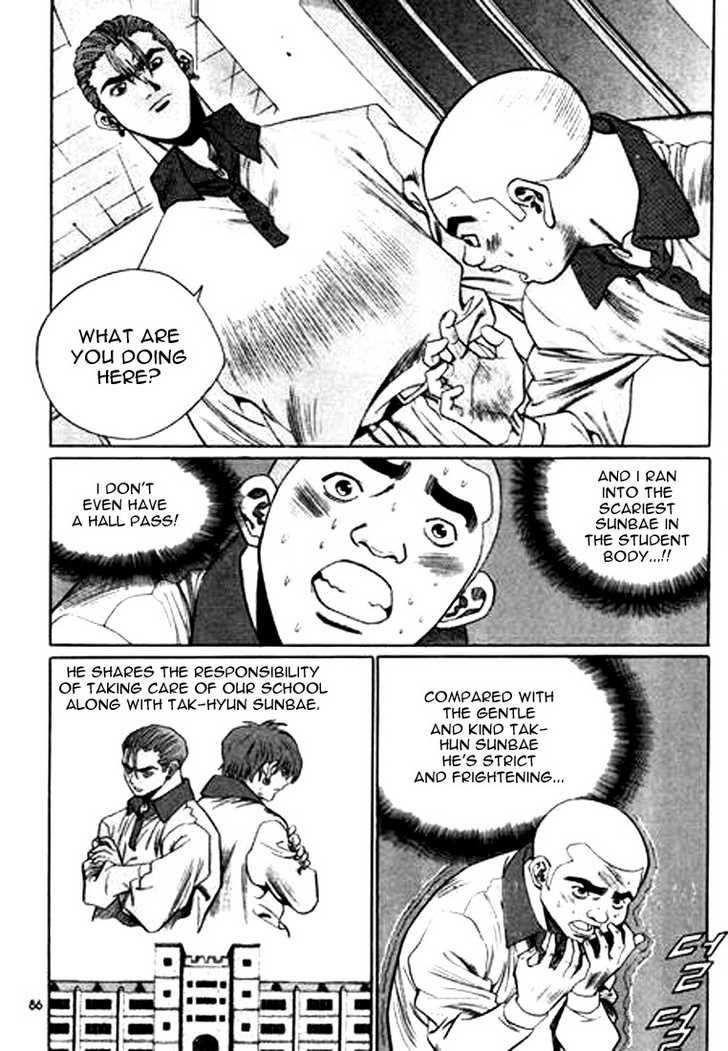 WHAT ARE
YOU DOING
HERE?
I DON'T
EVEN HAVE
A HALL PASS!
AND I RAN
INTO THE
SCARIEST
SUNBAE IN
THE STUDENT
BODY...!!
HE SHARES THE RESPONSIBILITY
OF TAKING CARE OF OUR SCHOOL
ALONG WITH TAK-HYUN SUNBAE.
COMPARED WITH
THE GENTLE
AND KIND TAK-
HUN SUNBAE
HE'S STRICT
AND FRIGHTENING...
덜덜
86